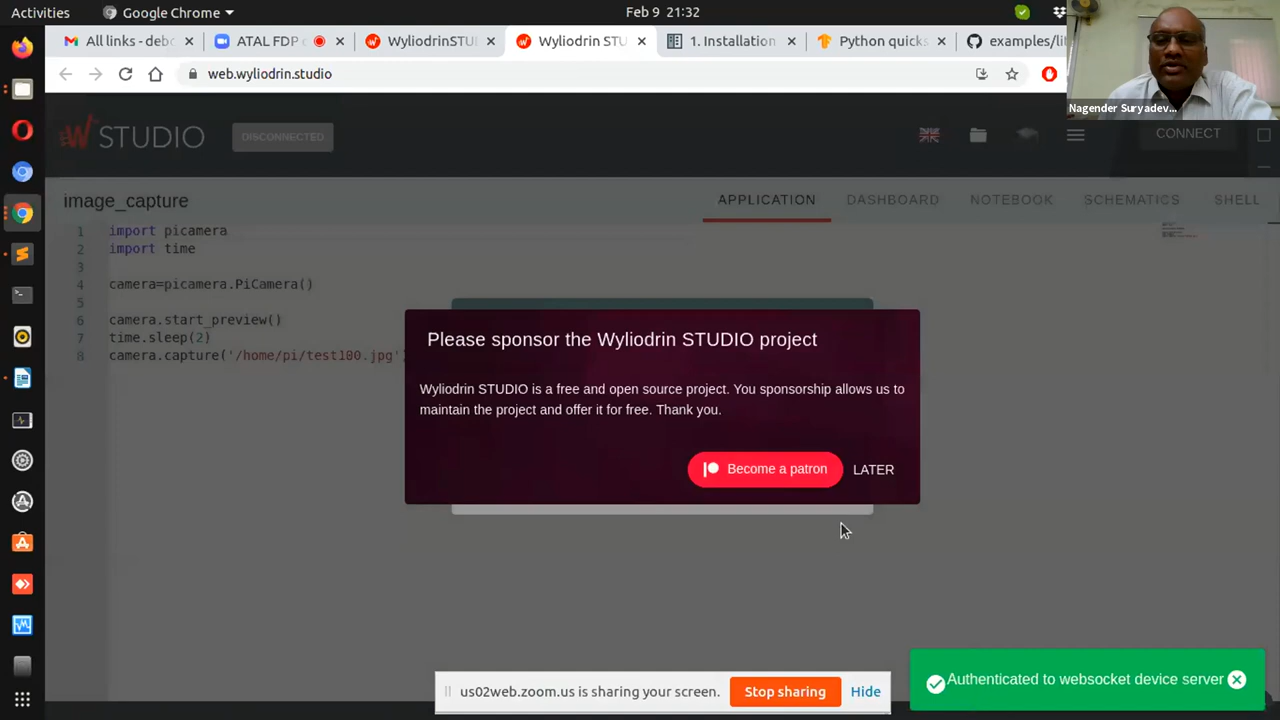 Activities
Google Chrome
Feb 9 21:32
All links - deb
ATAL FDP
WyliodrinSTU
Wyliodrin STU
1. Installation
Python quicks
examples/li
web.wyliodrin.studio
Nagender Suryadev...
STUDIO
DISCONNECTED
CONNECT
image_capture
APPLICATION
DASHBOARD
NOTEBOOK
SCHEMATICS
SHELL
1 import picamera
2 import time
3
4 camera=picamera.PiCamera()
5
6 camera.start_preview()
7 time.sleep(2)
8 camera.capture('/home/pi/test100.jpg'
Please sponsor the Wyliodrin STUDIO project
Wyliodrin STUDIO is a free and open source project. You sponsorship allows us to
maintain the project and offer it for free. Thank you.
Become a patron
LATER
us02web.zoom.us is sharing your screen.
Stop sharing
Hide
Authenticated to websocket device server